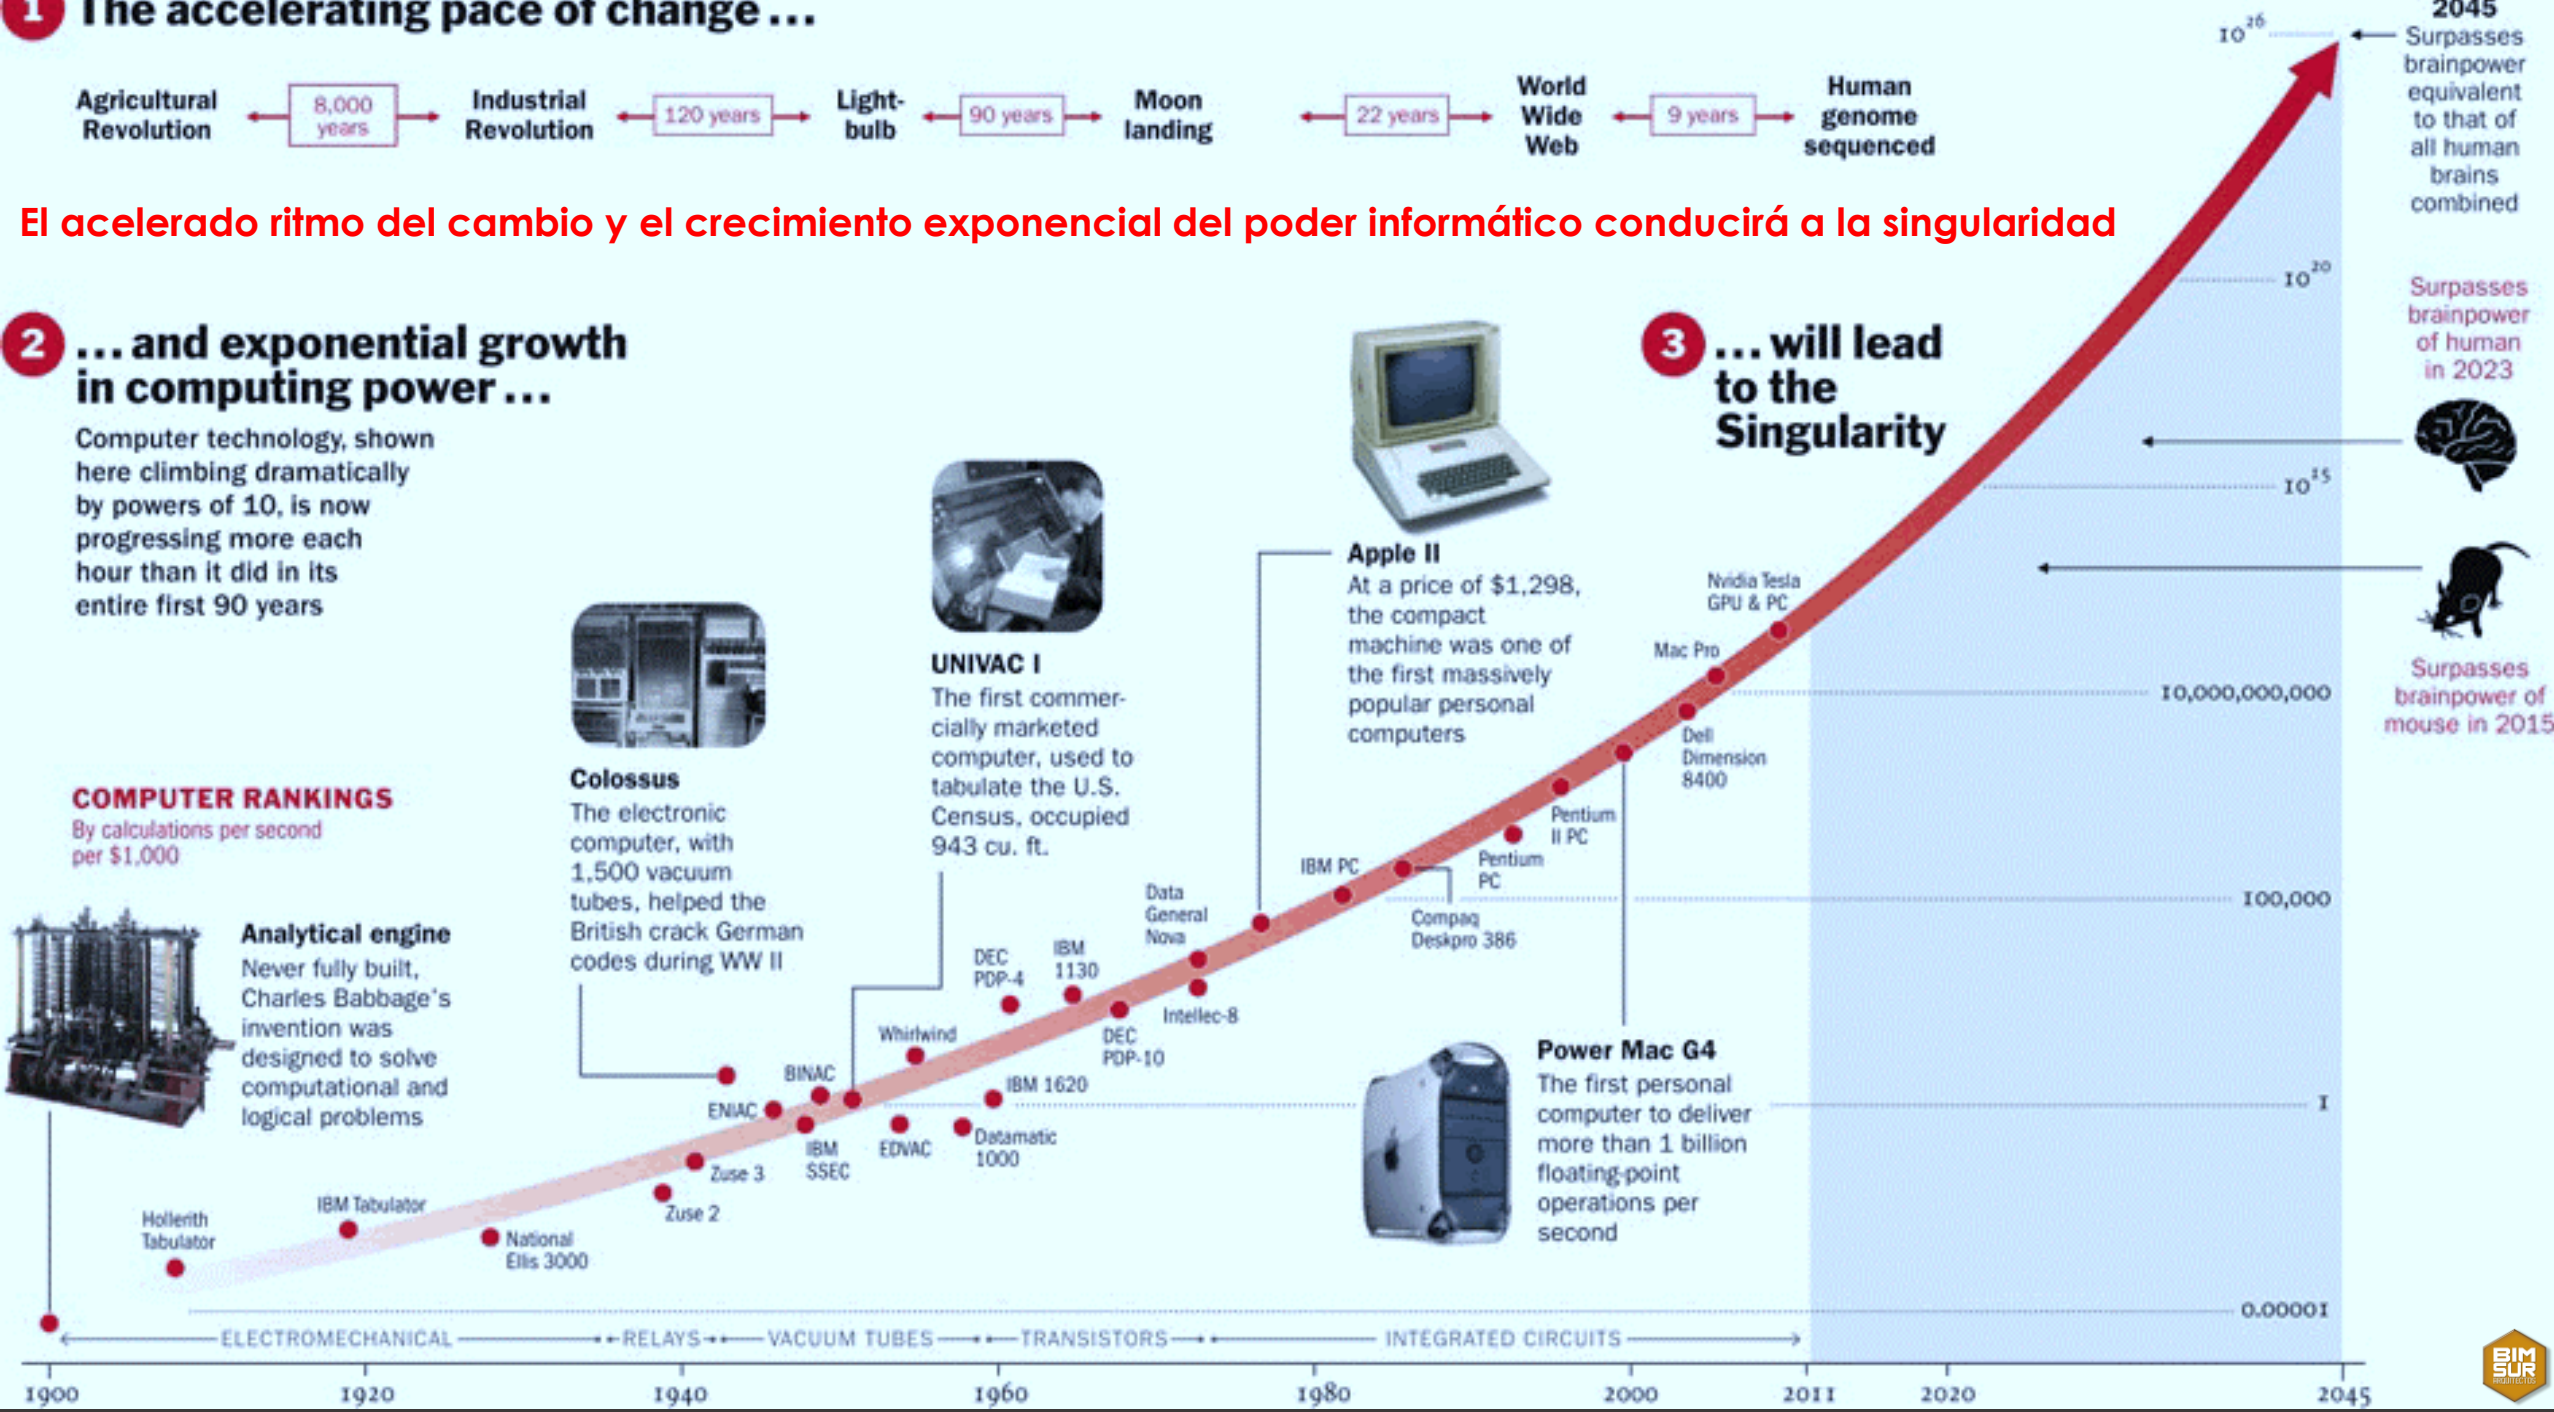 1 The accelerating pace of change ...
Agricultural
Revolution
8,000
years
Industrial
Revolution
120 years
Light-
bulb
90 years
Moon
landing
22 years
World
Wide
Web
9 years
Human
genome
sequenced
El acelerado ritmo del cambio y el crecimiento exponencial del poder informático conducirá a la singularidad
2 ... and exponential growth
in computing power ...
Computer technology, shown
here climbing dramatically
by powers of 10, is now
progressing more each
hour than it did in its
entire first 90 years
3 ... will lead
to the
Singularity
COMPUTER RANKINGS
By calculations per second
per $1,000
Analytical engine
Never fully built,
Charles Babbage's
invention was
designed to solve
computational and
logical problems
Colossus
The electronic
computer, with
1,500 vacuum
tubes, helped the
British crack German
codes during WW II
UNIVAC I
The first commer-
cially marketed
computer, used to
tabulate the U.S.
Census, occupied
943 cu. ft.
Apple II
At a price of $1,298,
the compact
machine was one of
the first massively
popular personal
computers
Power Mac G4
The first personal
computer to deliver
more than 1 billion
floating-point
operations per
second
Hollerith
Tabulator
IBM Tabulator
National
Ellis 3000
Zuse 2
Zuse 3
ENIAC
BINAC
IBM
SSEC
Whirlwind
EDVAC
Datamatic
1000
IBM 1620
DEC
PDP-4
IBM
1130
DEC
PDP-10
Data
General
Nova
Intellec-8
IBM PC
Compaq
Deskpro 386
Pentium
PC
Pentium
II PC
Dell
Dimension
8400
Mac Pro
Nvidia Tesla
GPU & PC
10²⁶
10²⁰
10¹⁵
10,000,000,000
100,000
1
0.00001
2045
Surpasses
brainpower
equivalent
to that of
all human
brains
combined
Surpasses
brainpower
of human
in 2023
Surpasses
brainpower of
mouse in 2015
ELECTROMECHANICAL
RELAYS
VACUUM TUBES
TRANSISTORS
INTEGRATED CIRCUITS
1900 1920 1940 1960 1980 2000 2011 2020 2045
BIM
SUR
ARQUITECTOS